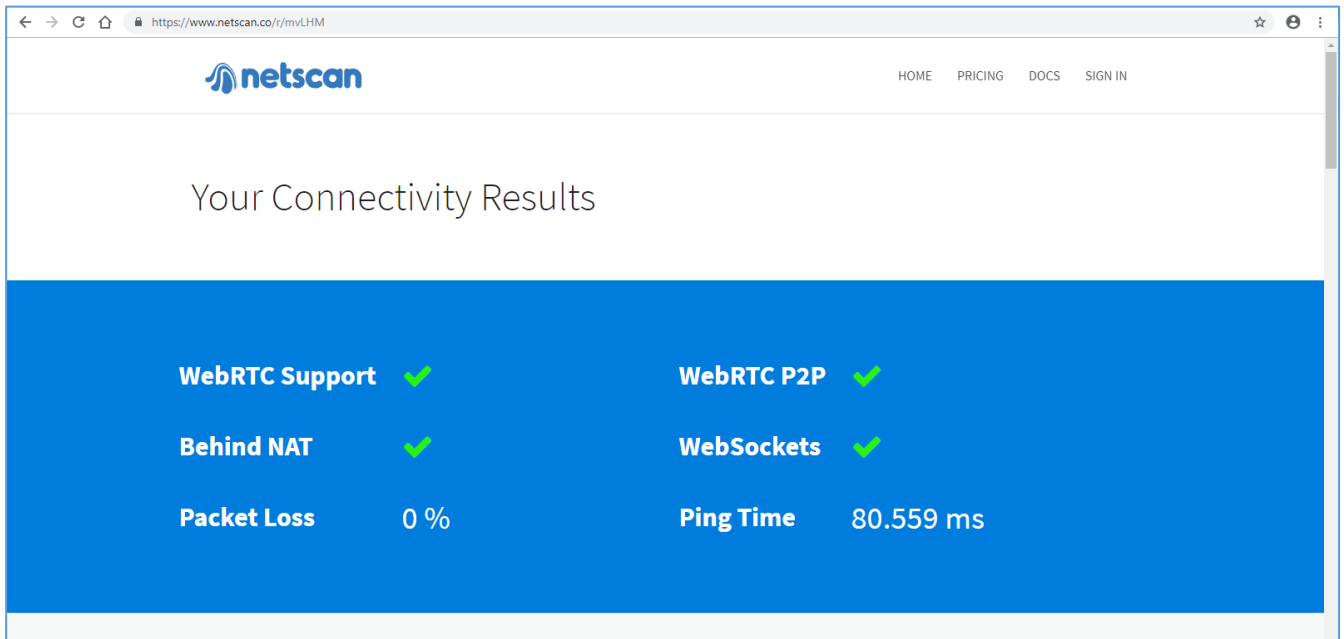 https://www.netscan.co/r/mvLHM
netscan
HOME PRICING DOCS SIGN IN
Your Connectivity Results
WebRTC Support WebRTC P2P
Behind NAT WebSockets
Packet Loss 0 % Ping Time 80.559 ms